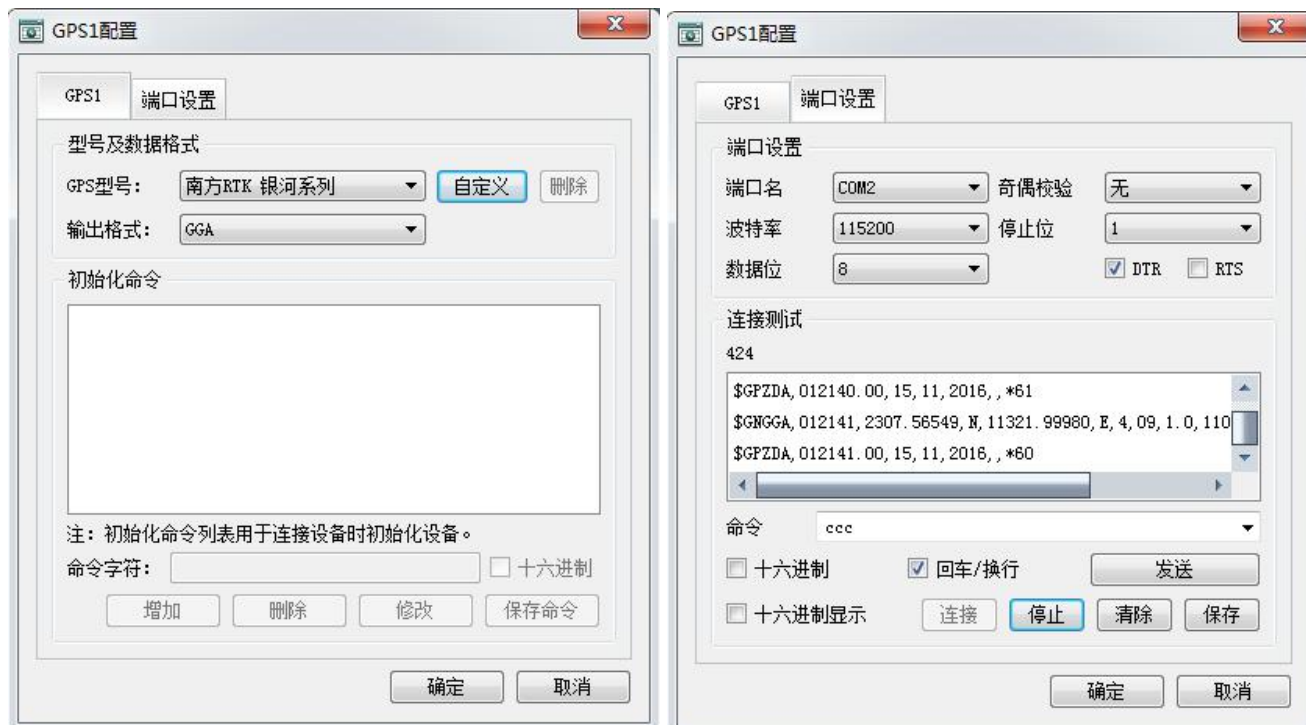 GPS1配置
GPS1 端口设置
型号及数据格式
GPS型号： 南方RTK 银河系列 自定义 删除
输出格式： GGA
初始化命令
注：初始化命令列表用于连接设备时初始化设备。
命令字符： 十六进制
增加 删除 修改 保存命令
确定 取消
GPS1配置
GPS1 端口设置
端口设置
端口名 COM2 奇偶校验 无
波特率 115200 停止位 1
数据位 8 DTR RTS
连接测试
424
$GPZDA,012140.00,15,11,2016,,*61
$GNGGA,012141,2307.56549,N,11321.99980,E,4,09,1.0,110
$GPZDA,012141.00,15,11,2016,,*60
命令 ccc
十六进制 回车/换行 发送
十六进制显示 连接 停止 清除 保存
确定 取消